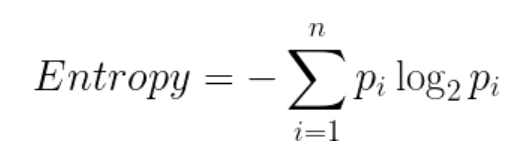 Entropy = − ∑_{i=1}^{n} p_i log_2 p_i